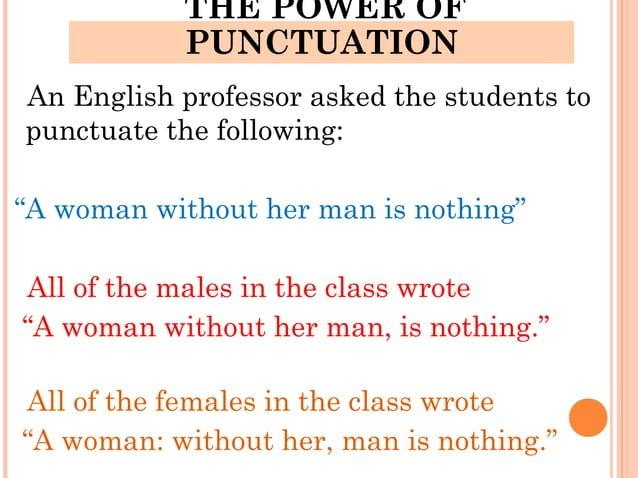 THE POWER OF
PUNCTUATION
An English professor asked the students to
punctuate the following:
“A woman without her man is nothing”
All of the males in the class wrote
“A woman without her man, is nothing.”
All of the females in the class wrote
“A woman: without her, man is nothing.”